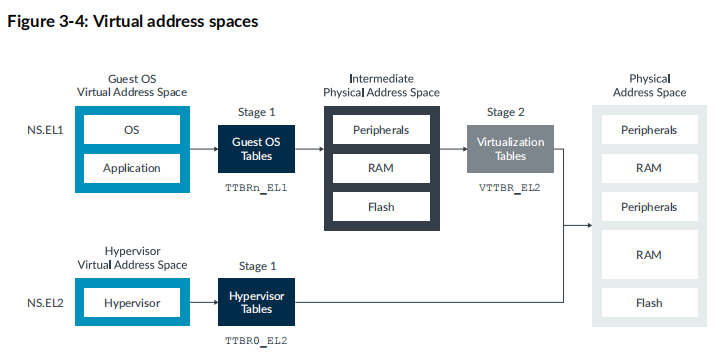 Figure 3-4: Virtual address spaces
Guest OS
Virtual Address Space
Intermediate
Physical Address Space
Physical
Address Space
Stage 1
Stage 2
NS.EL1
OS
Application
Guest OS
Tables
TTBRn_EL1
Peripherals
RAM
Flash
Virtualization
Tables
VTTBR_EL2
Peripherals
RAM
Peripherals
RAM
Flash
Hypervisor
Virtual Address Space
Stage 1
NS.EL2
Hypervisor
Hypervisor
Tables
TTBR0_EL2